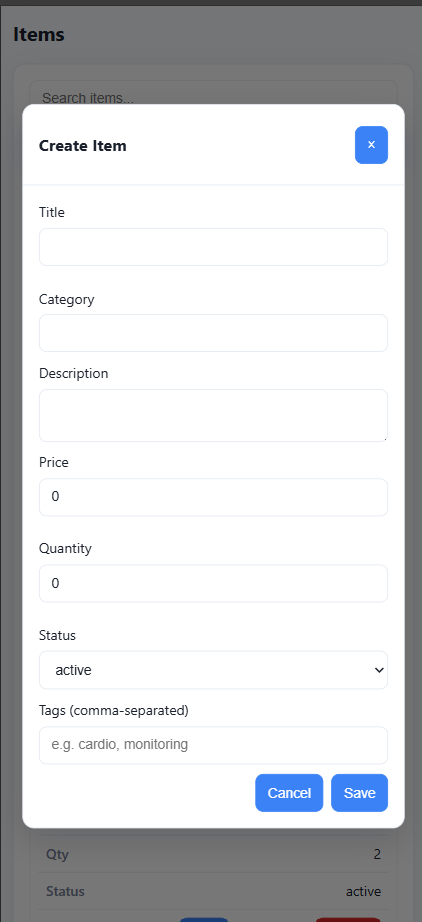 Items
Search items...
Create Item
×
Title
Category
Description
Price
0
Quantity
0
Status
active
Tags (comma-separated)
e.g. cardio, monitoring
Cancel Save
Qty 2
Status active